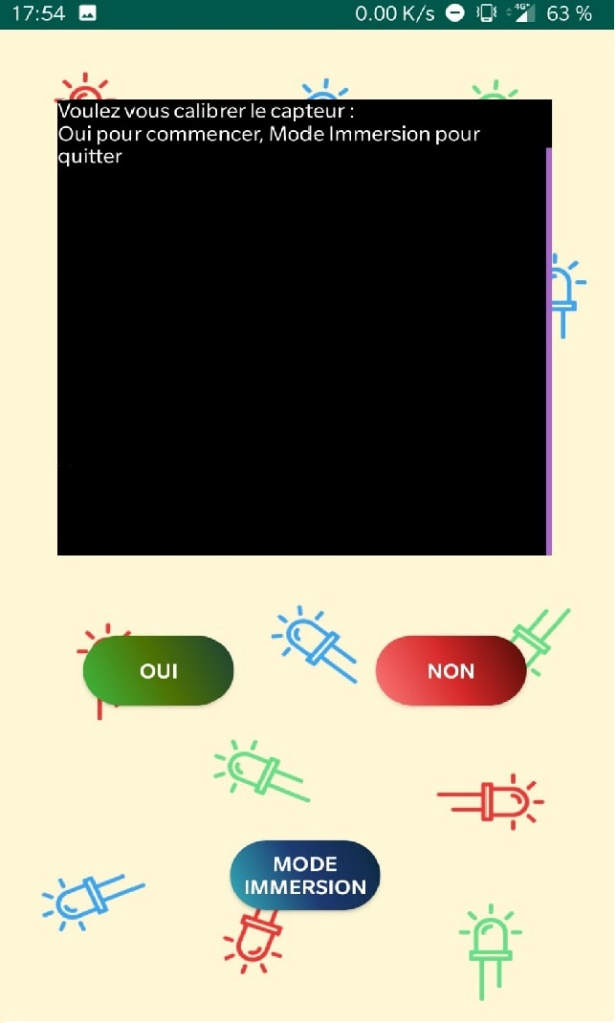 17:54 0.00 K/s 4G+ 63 %
Voulez vous calibrer le capteur :
Oui pour commencer, Mode Immersion pour
quitter
OUI NON
MODE
IMMERSION